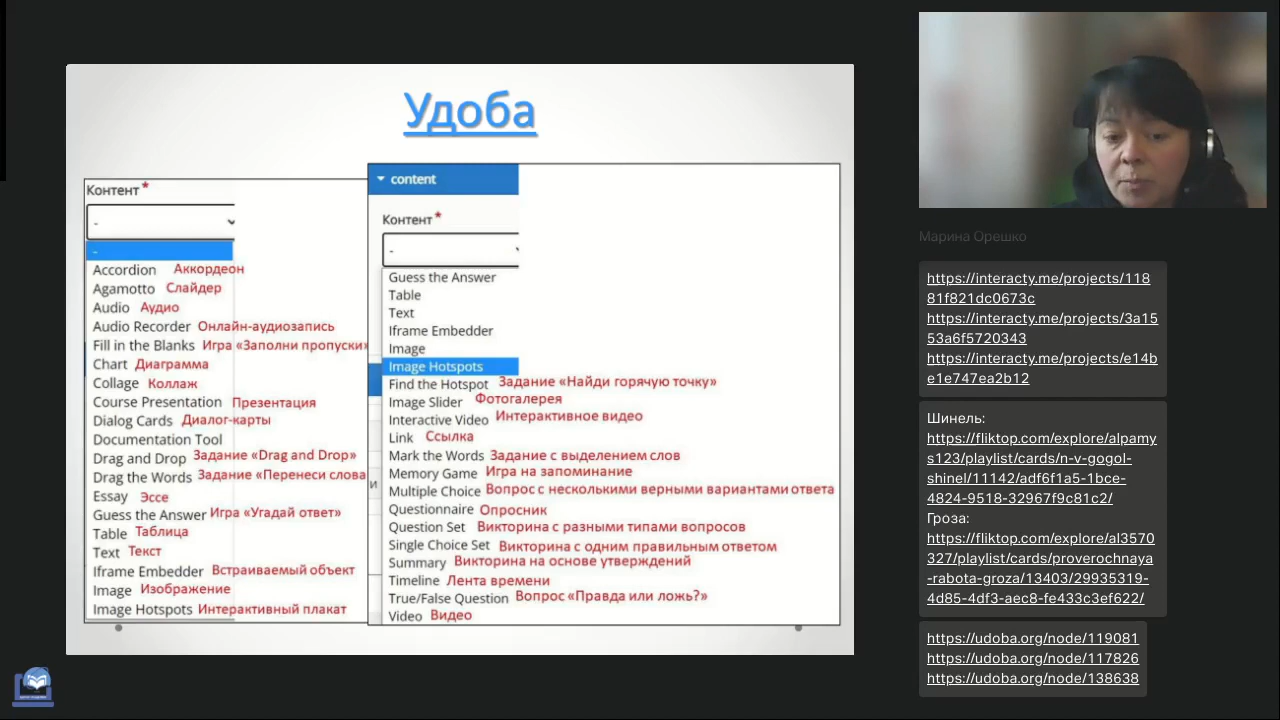 Удоба
Контент *
-
-
Accordion Аккордеон
Agamotto Слайдер
Audio Аудио
Audio Recorder Онлайн-аудиозапись
Fill in the Blanks Игра «Заполни пропуски»
Chart Диаграмма
Collage Коллаж
Course Presentation Презентация
Dialog Cards Диалог-карты
Documentation Tool
Drag and Drop Задание «Drag and Drop»
Drag the Words Задание «Перенеси слова
Essay Эссе
Guess the Answer Игра «Угадай ответ»
Table Таблица
Text Текст
Iframe Embedder Встраиваемый объект
Image Изображение
Image Hotspots Интерактивный плакат
content
Контент *
-
Guess the Answer
Table
Text
Iframe Embedder
Image
Image Hotspots
Find the Hotspot Задание «Найди горячую точку»
Image Slider Фотогалерея
Interactive Video Интерактивное видео
Link Ссылка
Mark the Words Задание с выделением слов
Memory Game Игра на запоминание
и
Multiple Choice Вопрос с несколькими верными вариантами ответа
Questionnaire Опросник
Question Set Викторина с разными типами вопросов
Single Choice Set Викторина с одним правильным ответом
Summary Викторина на основе утверждений
Timeline Лента времени
True/False Question Вопрос «Правда или ложь?»
Video Видео
Марина Орешко
https://interacty.me/projects/118
81f821dc0673c
https://interacty.me/projects/3a15
53a6f5720343
https://interacty.me/projects/e14b
e1e747ea2b12
Шинель:
https://fliktop.com/explore/alpamy
s123/playlist/cards/n-v-gogol-
shinel/11142/adf6f1a5-1bce-
4824-9518-32967f9c81c2/
Гроза:
https://fliktop.com/explore/al3570
327/playlist/cards/proverochnaya
-rabota-groza/13403/29935319-
4d85-4df3-aec8-fe433c3ef622/
https://udoba.org/node/119081
https://udoba.org/node/117826
https://udoba.org/node/138638